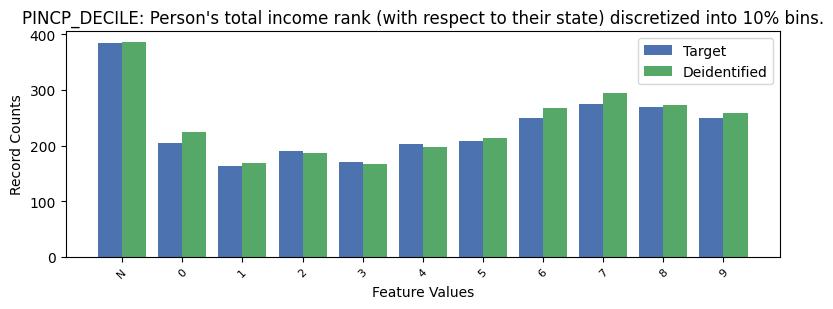 PINCP_DECILE: Person's total income rank (with respect to their state) discretized into 10% bins.
Target
Deidentified
Record Counts
400
300
200
100
0
N 0 1 2 3 4 5 6 7 8 9
Feature Values